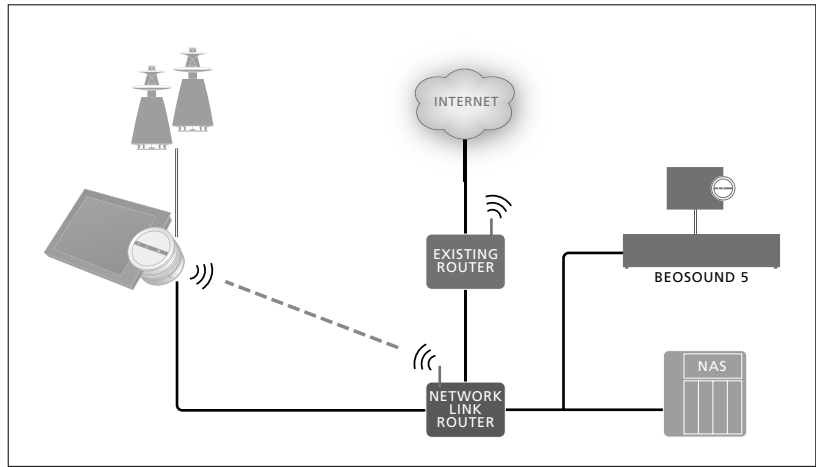 INTERNET
EXISTING
ROUTER
BEOSOUND 5
NAS
NETWORK
LINK
ROUTER